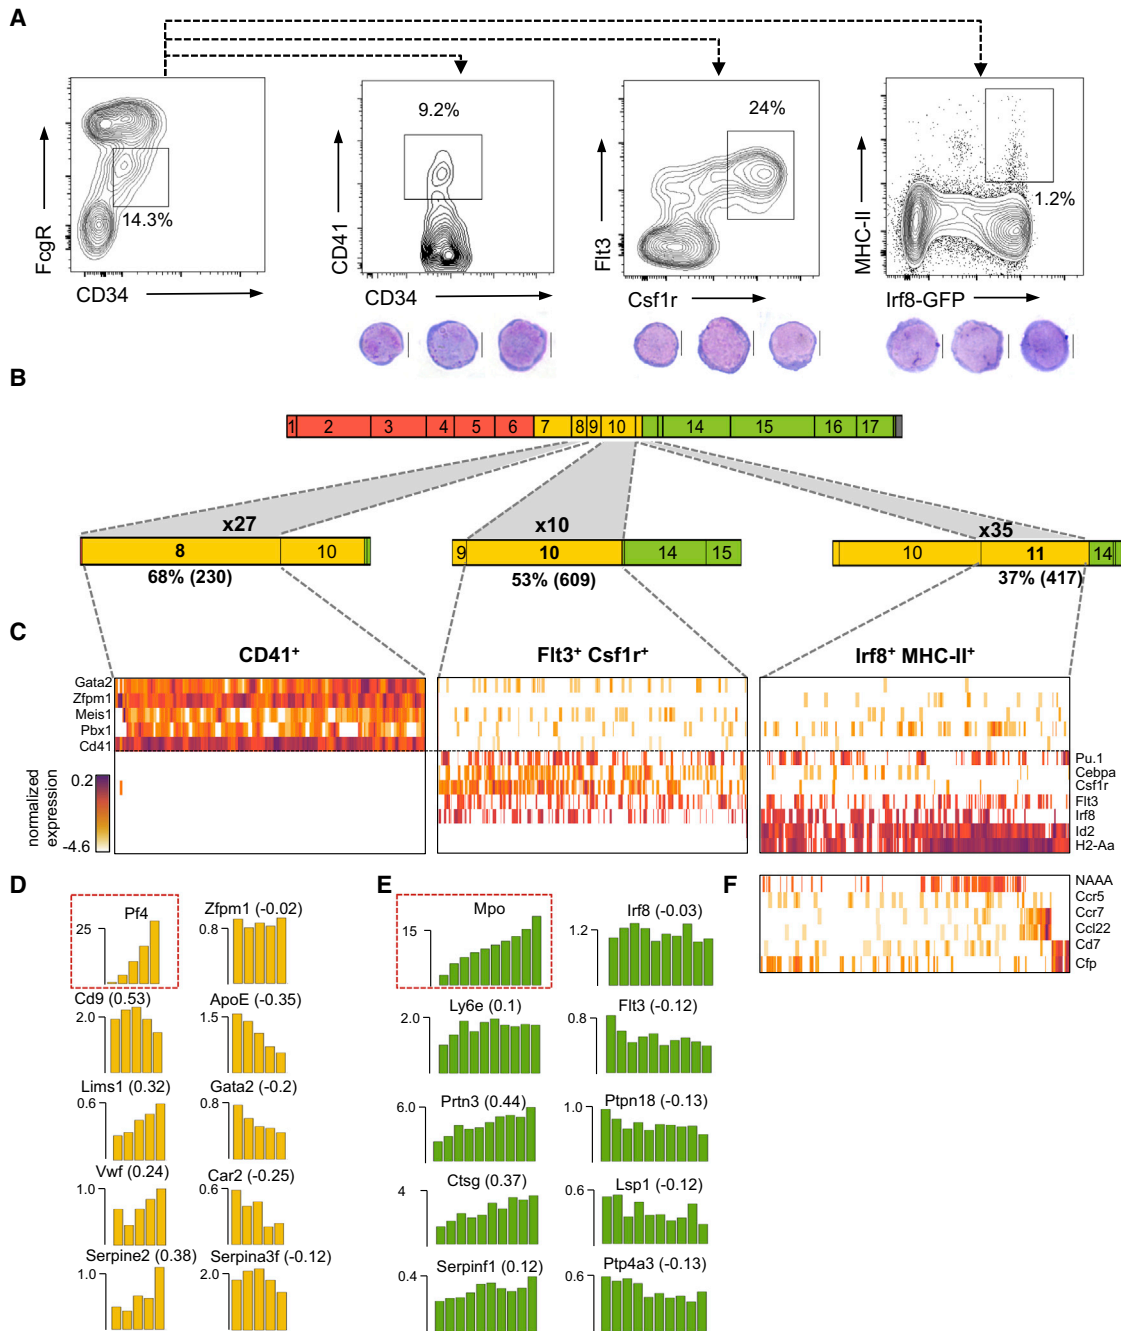 A
FcgR
14.3%
CD34
9.2%
CD41
CD34
24%
Flt3
Csf1r
MHC-II
1.2%
Irf8-GFP
B
1 2 3 4 5 6 7 8 9 10 14 15 16 17
x27
8 10
68% (230)
x10
9 10 14 15
53% (609)
x35
10 11 14
37% (417)
C
CD41+
Flt3+ Csf1r+
Irf8+ MHC-II+
Gata2
Zfpm1
Meis1
Pbx1
Cd41
Pu.1
Cebpa
Csf1r
Flt3
Irf8
Id2
H2-Aa
normalized
expression
0.2
-4.6
D
Pf4
25
Zfpm1 (-0.02)
0.8
Cd9 (0.53)
2.0
ApoE (-0.35)
1.5
Lims1 (0.32)
0.6
Gata2 (-0.2)
0.8
Vwf (0.24)
1.0
Car2 (-0.25)
0.6
Serpine2 (0.38)
1.0
Serpina3f (-0.12)
2.0
E
Mpo
15
Irf8 (-0.03)
1.2
Ly6e (0.1)
2.0
Flt3 (-0.12)
0.8
Prtn3 (0.44)
6.0
Ptpn18 (-0.13)
1.0
Ctsg (0.37)
4
Lsp1 (-0.12)
0.6
Serpinf1 (0.12)
0.4
Ptp4a3 (-0.13)
0.6
F
NAAA
Ccr5
Ccr7
Ccl22
Cd7
Cfp